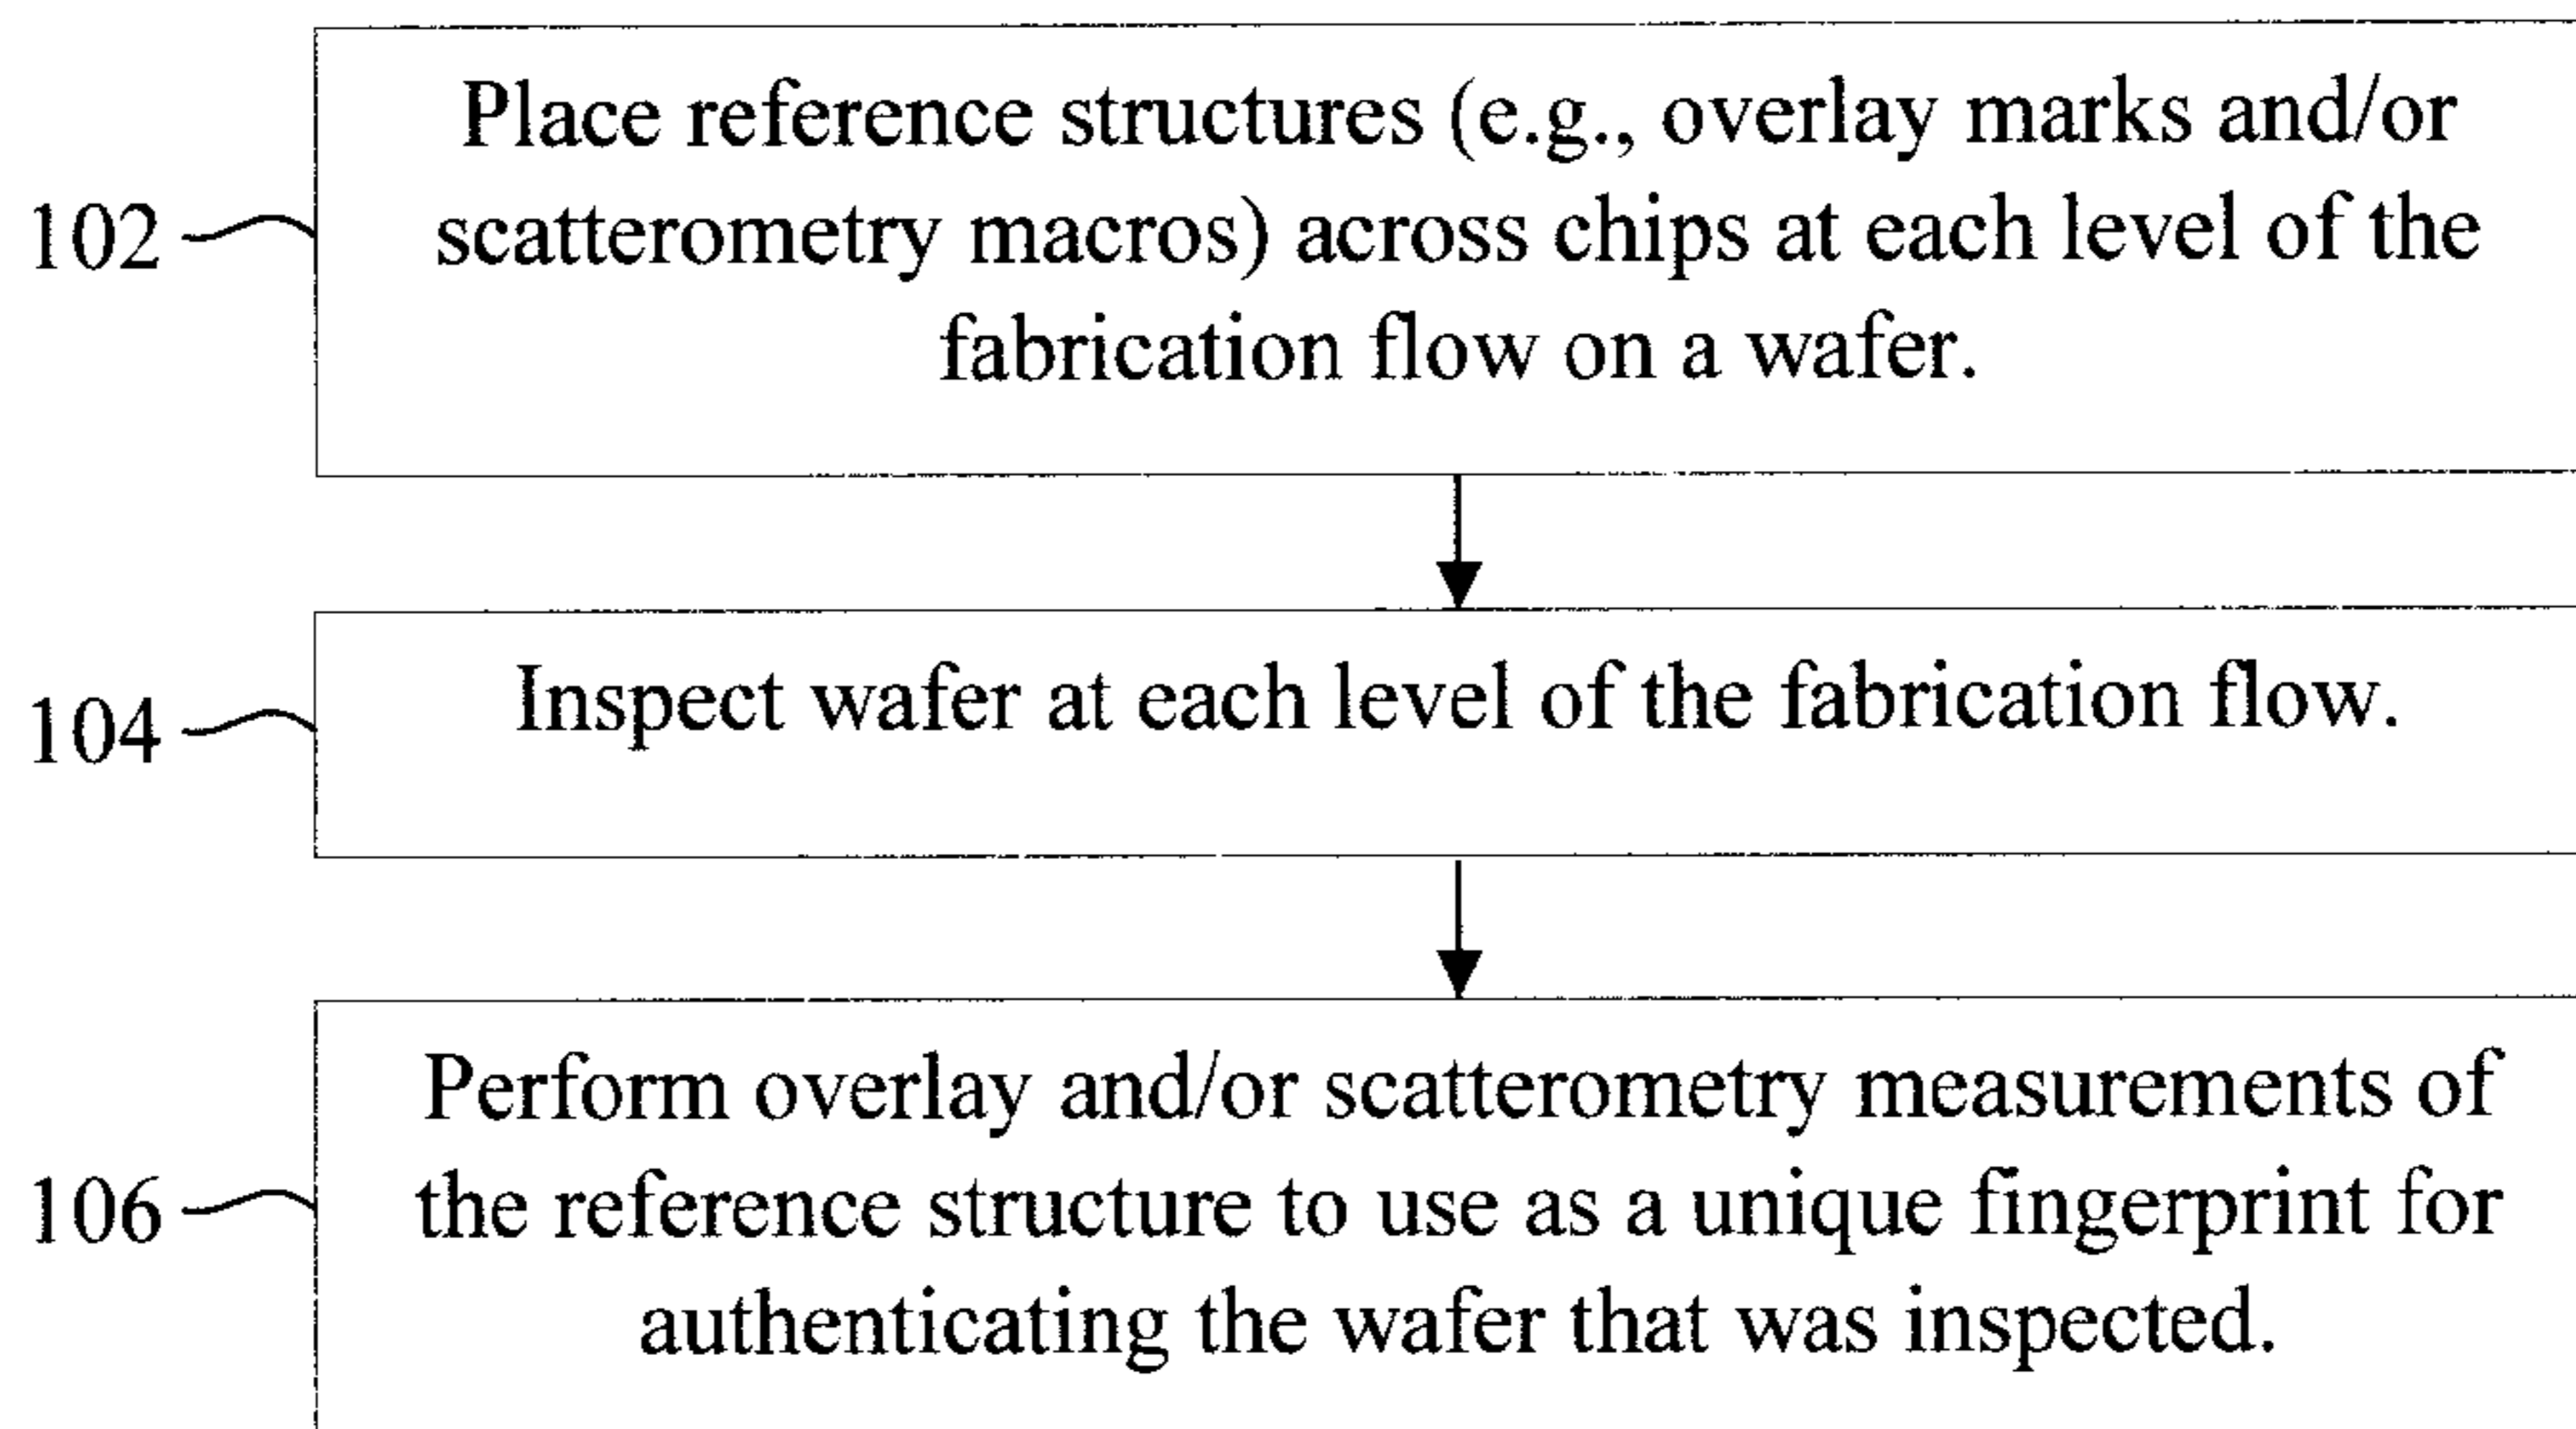 Place reference structures (e.g., overlay marks and/or
102
scatterometry macros) across chips at each level of the
fabrication flow on a wafer.
104
Inspect wafer at each level of the fabrication flow.
Perform overlay and/or scatterometry measurements of
106
the reference structure to use as a unique fingerprint for
authenticating the wafer that was inspected.